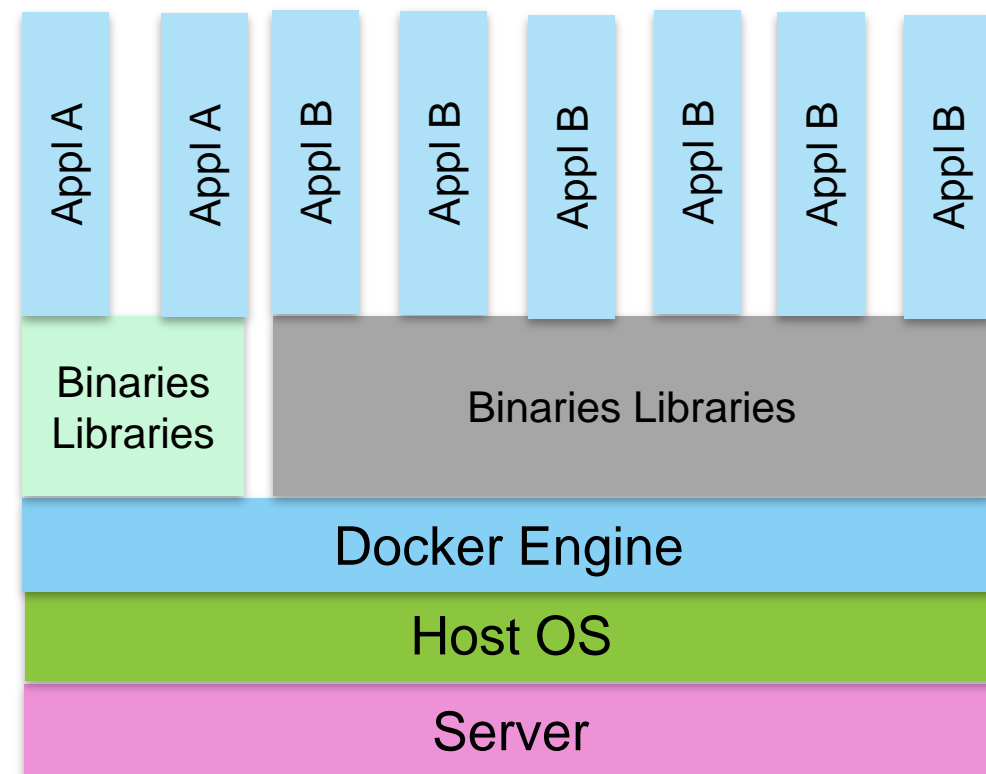 Appl A
Appl A
Appl B
Appl B
Appl B
Appl B
Appl B
Appl B
Binaries
Libraries
Binaries Libraries
Docker Engine
Host OS
Server